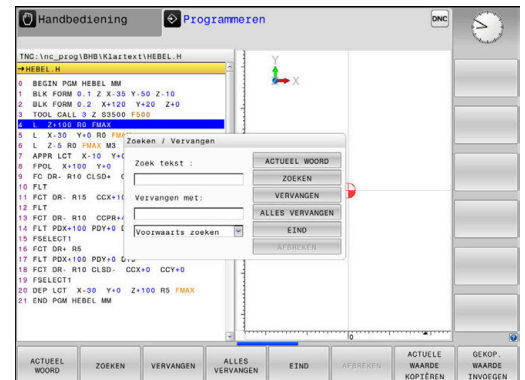 Handbediening
Programmeren
DNC
TNC:\nc_prog\BHB\Klartext\HEBEL.H
→HEBEL.H
0 BEGIN PGM HEBEL MM
1 BLK FORM 0.1 Z X-35 Y-50 Z-10
2 BLK FORM 0.2 X+120 Y+20 Z+0
3 TOOL CALL 3 Z S3500 F500
4 L Z+100 R0 FMAX
5 L X-30 Y+0 R0 FMA
6 L Z-5 R0 FMAX M3
7 APPR LCT X-10 Y+0
8 FPOL X+100 Y+0
9 FC DR- R10 CLSD+
10 FLT
11 FCT DR- R15 CCX+10
12 FLT
13 FCT DR- R10 CCPR+
14 FLT PDX+100 PDY+0
15 FSELECT1
16 FCT DR+ R5
17 FLT PDX+100 PDY+0
18 FCT DR- R10 CLSD- CCX+0 CCY+0
19 FSELECT1
20 DEP LCT X-30 Y+0 Z+100 R5 FMAX
21 END PGM HEBEL MM
Zoeken / Vervangen
Zoek tekst :
Vervangen met:
Voorwaarts zoeken
ACTUEEL WOORD
ZOEKEN
VERVANGEN
ALLES VERVANGEN
EIND
AFBREKEN
Y
X
0
ACTUEEL WOORD
ZOEKEN
VERVANGEN
ALLES VERVANGEN
EIND
AFBREKEN
ACTUELE WAARDE KOPIËREN
GEKOP. WAARDE INVOEGEN